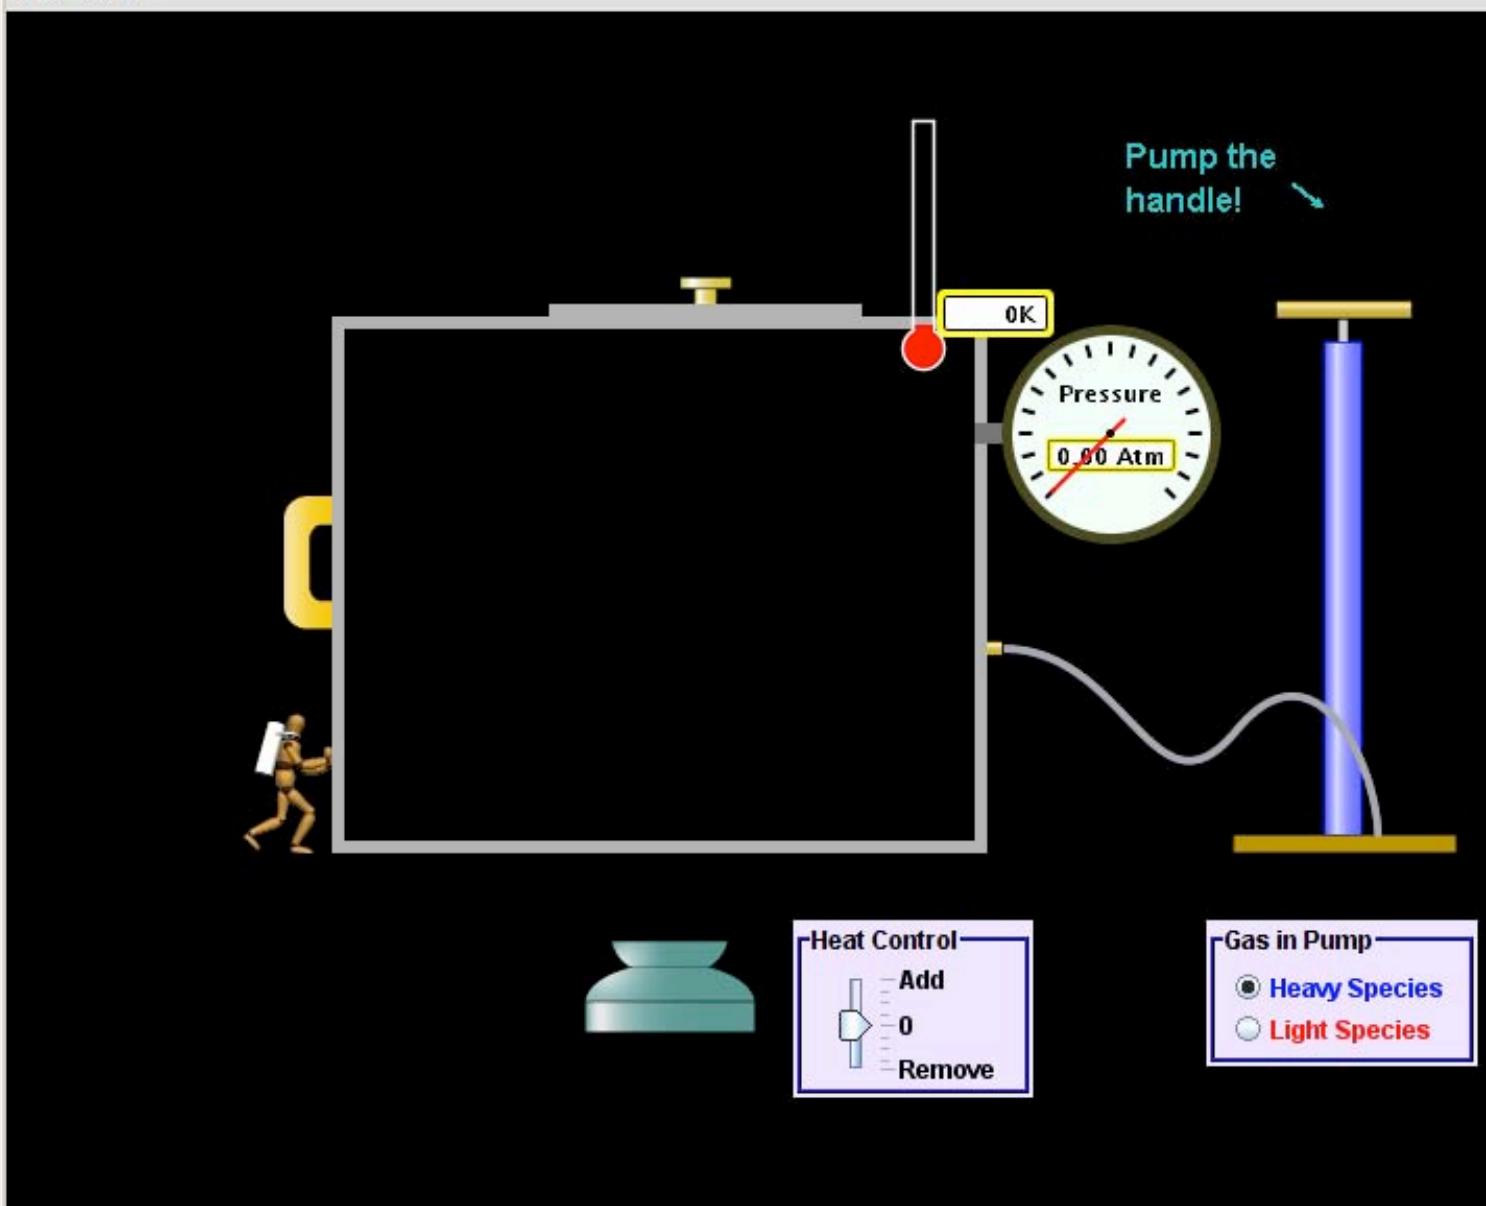 Pump the
handle!
0K
Pressure
0.00 Atm
Heat Control
Add
0
Remove
Gas in Pump
Heavy Species
Light Species